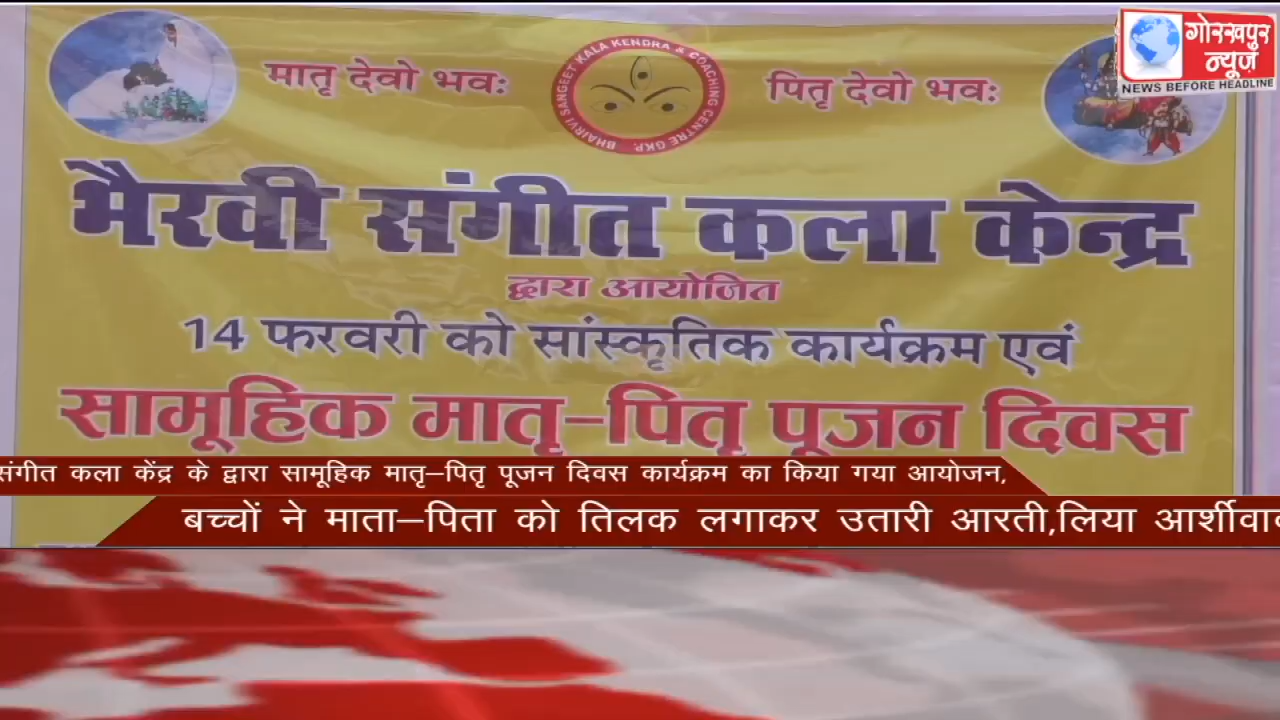 गोरखपुर
न्यूज़
NEWS BEFORE HEADLINE
मातृ देवो भवः
BHAIRVI SANGEET KALA KENDRA & COACHING CENTRE GKP.
पितृ देवो भवः
भैरवी संगीत कला केन्द्र
द्वारा आयोजित
14 फरवरी को सांस्कृतिक कार्यक्रम एवं
सामूहिक मातृ-पितृ पूजन दिवस
संगीत कला केंद्र के द्वारा सामूहिक मातृ–पितृ पूजन दिवस कार्यक्रम का किया गया आयोजन,
बच्चों ने माता–पिता को तिलक लगाकर उतारी आरती,लिया